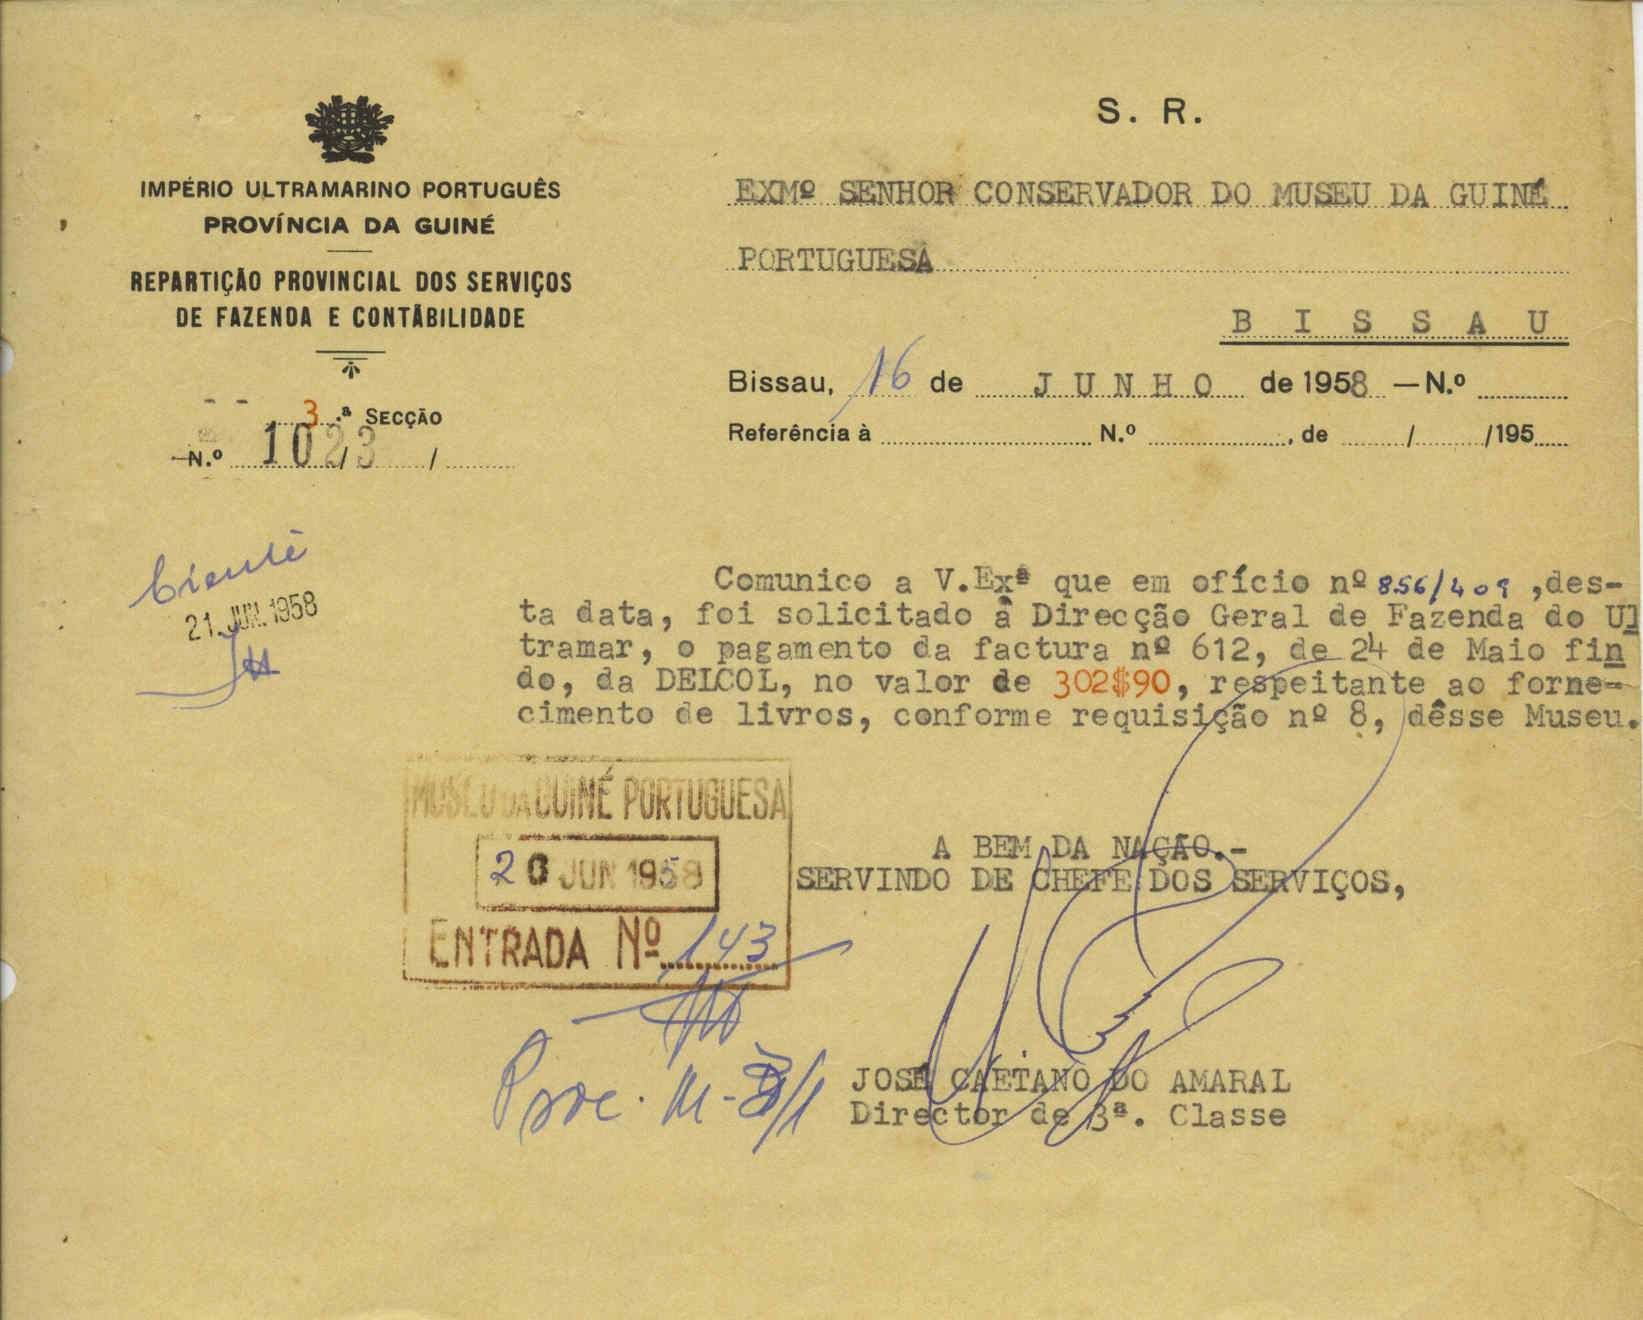 S. R.
IMPÉRIO ULTRAMARINO PORTUGUÊS
PROVÍNCIA DA GUINÉ
REPARTIÇÃO PROVINCIAL DOS SERVIÇOS
DE FAZENDA E CONTABILIDADE
3.ª SECÇÃO
N.º 1023 / /
EXMº SENHOR CONSERVADOR DO MUSEU DA GUINÉ
PORTUGUESA
B I S S A U
Bissau, 16 de J U N H O de 1958 — N.º
Referência à N.º , de / /195
Ciente
21. JUN. 1958
Comunico a V.Exª que em ofício nº 856/409 ,des-
ta data, foi solicitado à Direcção Geral de Fazenda do Ul
tramar, o pagamento da factura nº 612, de 24 de Maio fin
do, da DELCOL, no valor de 302$90, respeitante ao forne-
cimento de livros, conforme requisição nº 8, dêsse Museu.
MUSEU DA GUINÉ PORTUGUESA
20 JUN 1958
ENTRADA Nº 143
A BEM DA NAÇÃO.-
SERVINDO DE CHEFE DOS SERVIÇOS,
Proc. M-
JOSÉ CAETANO DO AMARAL
Director de 3ª. Classe